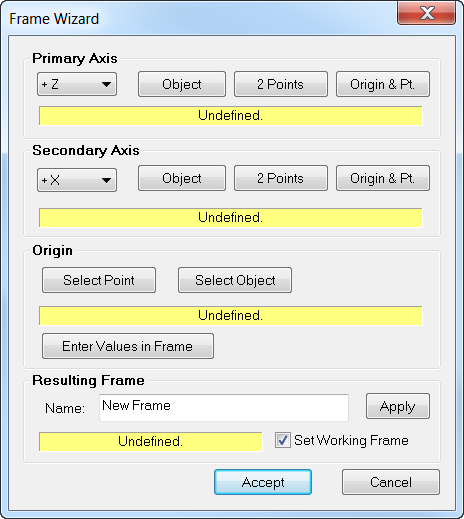 Frame Wizard
Primary Axis
+ Z Object 2 Points Origin & Pt.
Undefined.
Secondary Axis
+ X Object 2 Points Origin & Pt.
Undefined.
Origin
Select Point Select Object
Undefined.
Enter Values in Frame
Resulting Frame
Name: New Frame Apply
Undefined. Set Working Frame
Accept Cancel